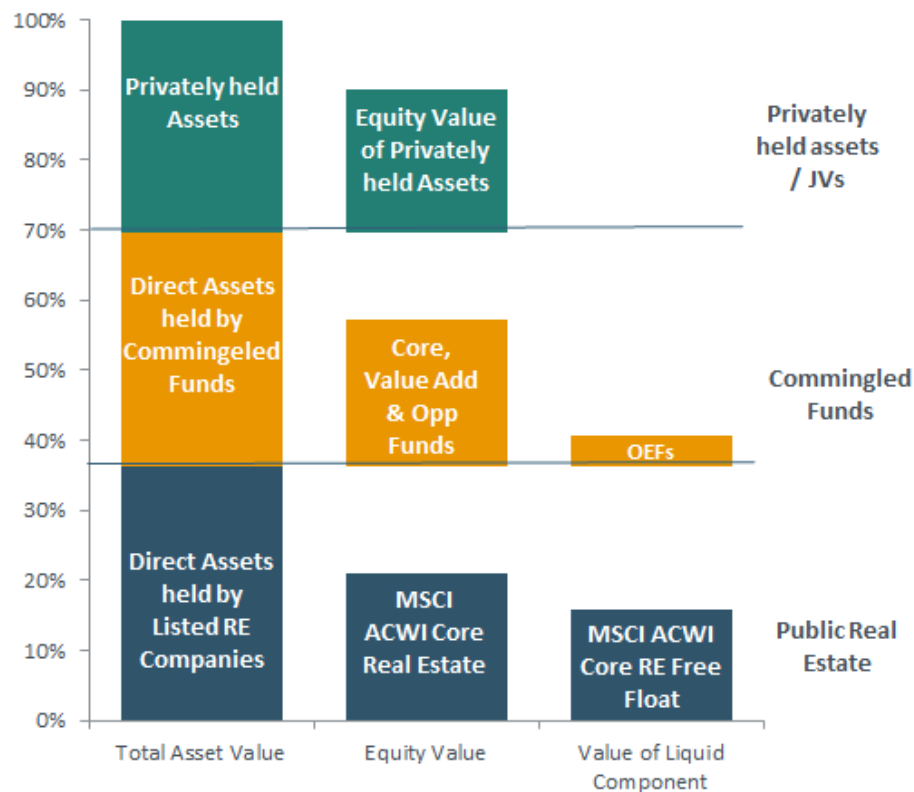 100%
90%
80%
70%
60%
50%
40%
30%
20%
10%
0%
Privately held
Assets
Equity Value
of Privately
held Assets
Privately
held assets
/ JVs
Direct Assets
held by
Commingeled
Funds
Core,
Value Add
& Opp
Funds
OEFs
Commingled
Funds
Direct Assets
held by
Listed RE
Companies
MSCI
ACWI Core
Real Estate
MSCI ACWI
Core RE Free
Float
Public Real
Estate
Total Asset Value
Equity Value
Value of Liquid
Component